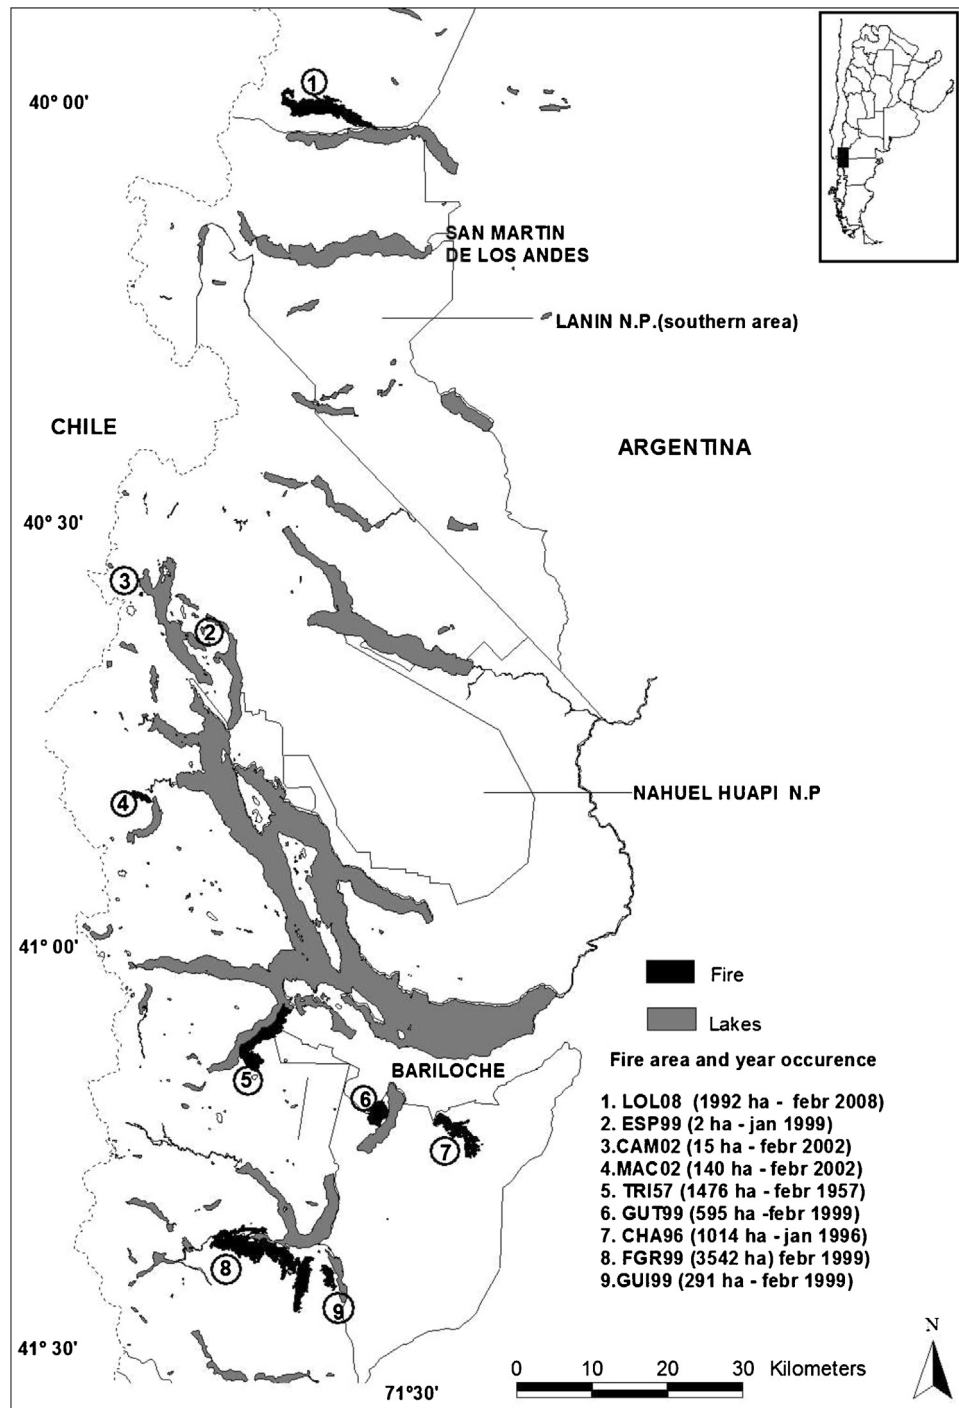 1
40° 00'
SAN MARTIN
DE LOS ANDES
LANIN N.P.(southern area)
CHILE
ARGENTINA
40° 30'
3
2
NAHUEL HUAPI N.P
4
41° 00'
Fire
Lakes
Fire area and year occurence
BARILOCHE
5
6
7
1. LOL08 (1992 ha - febr 2008)
2. ESP99 (2 ha - jan 1999)
3.CAM02 (15 ha - febr 2002)
4.MAC02 (140 ha - febr 2002)
5. TRI57 (1476 ha - febr 1957)
6. GUT99 (595 ha -febr 1999)
7. CHA96 (1014 ha - jan 1996)
8. FGR99 (3542 ha) febr 1999)
9.GUI99 (291 ha - febr 1999)
8
9
41° 30'
71°30'
0 10 20 30 Kilometers
N